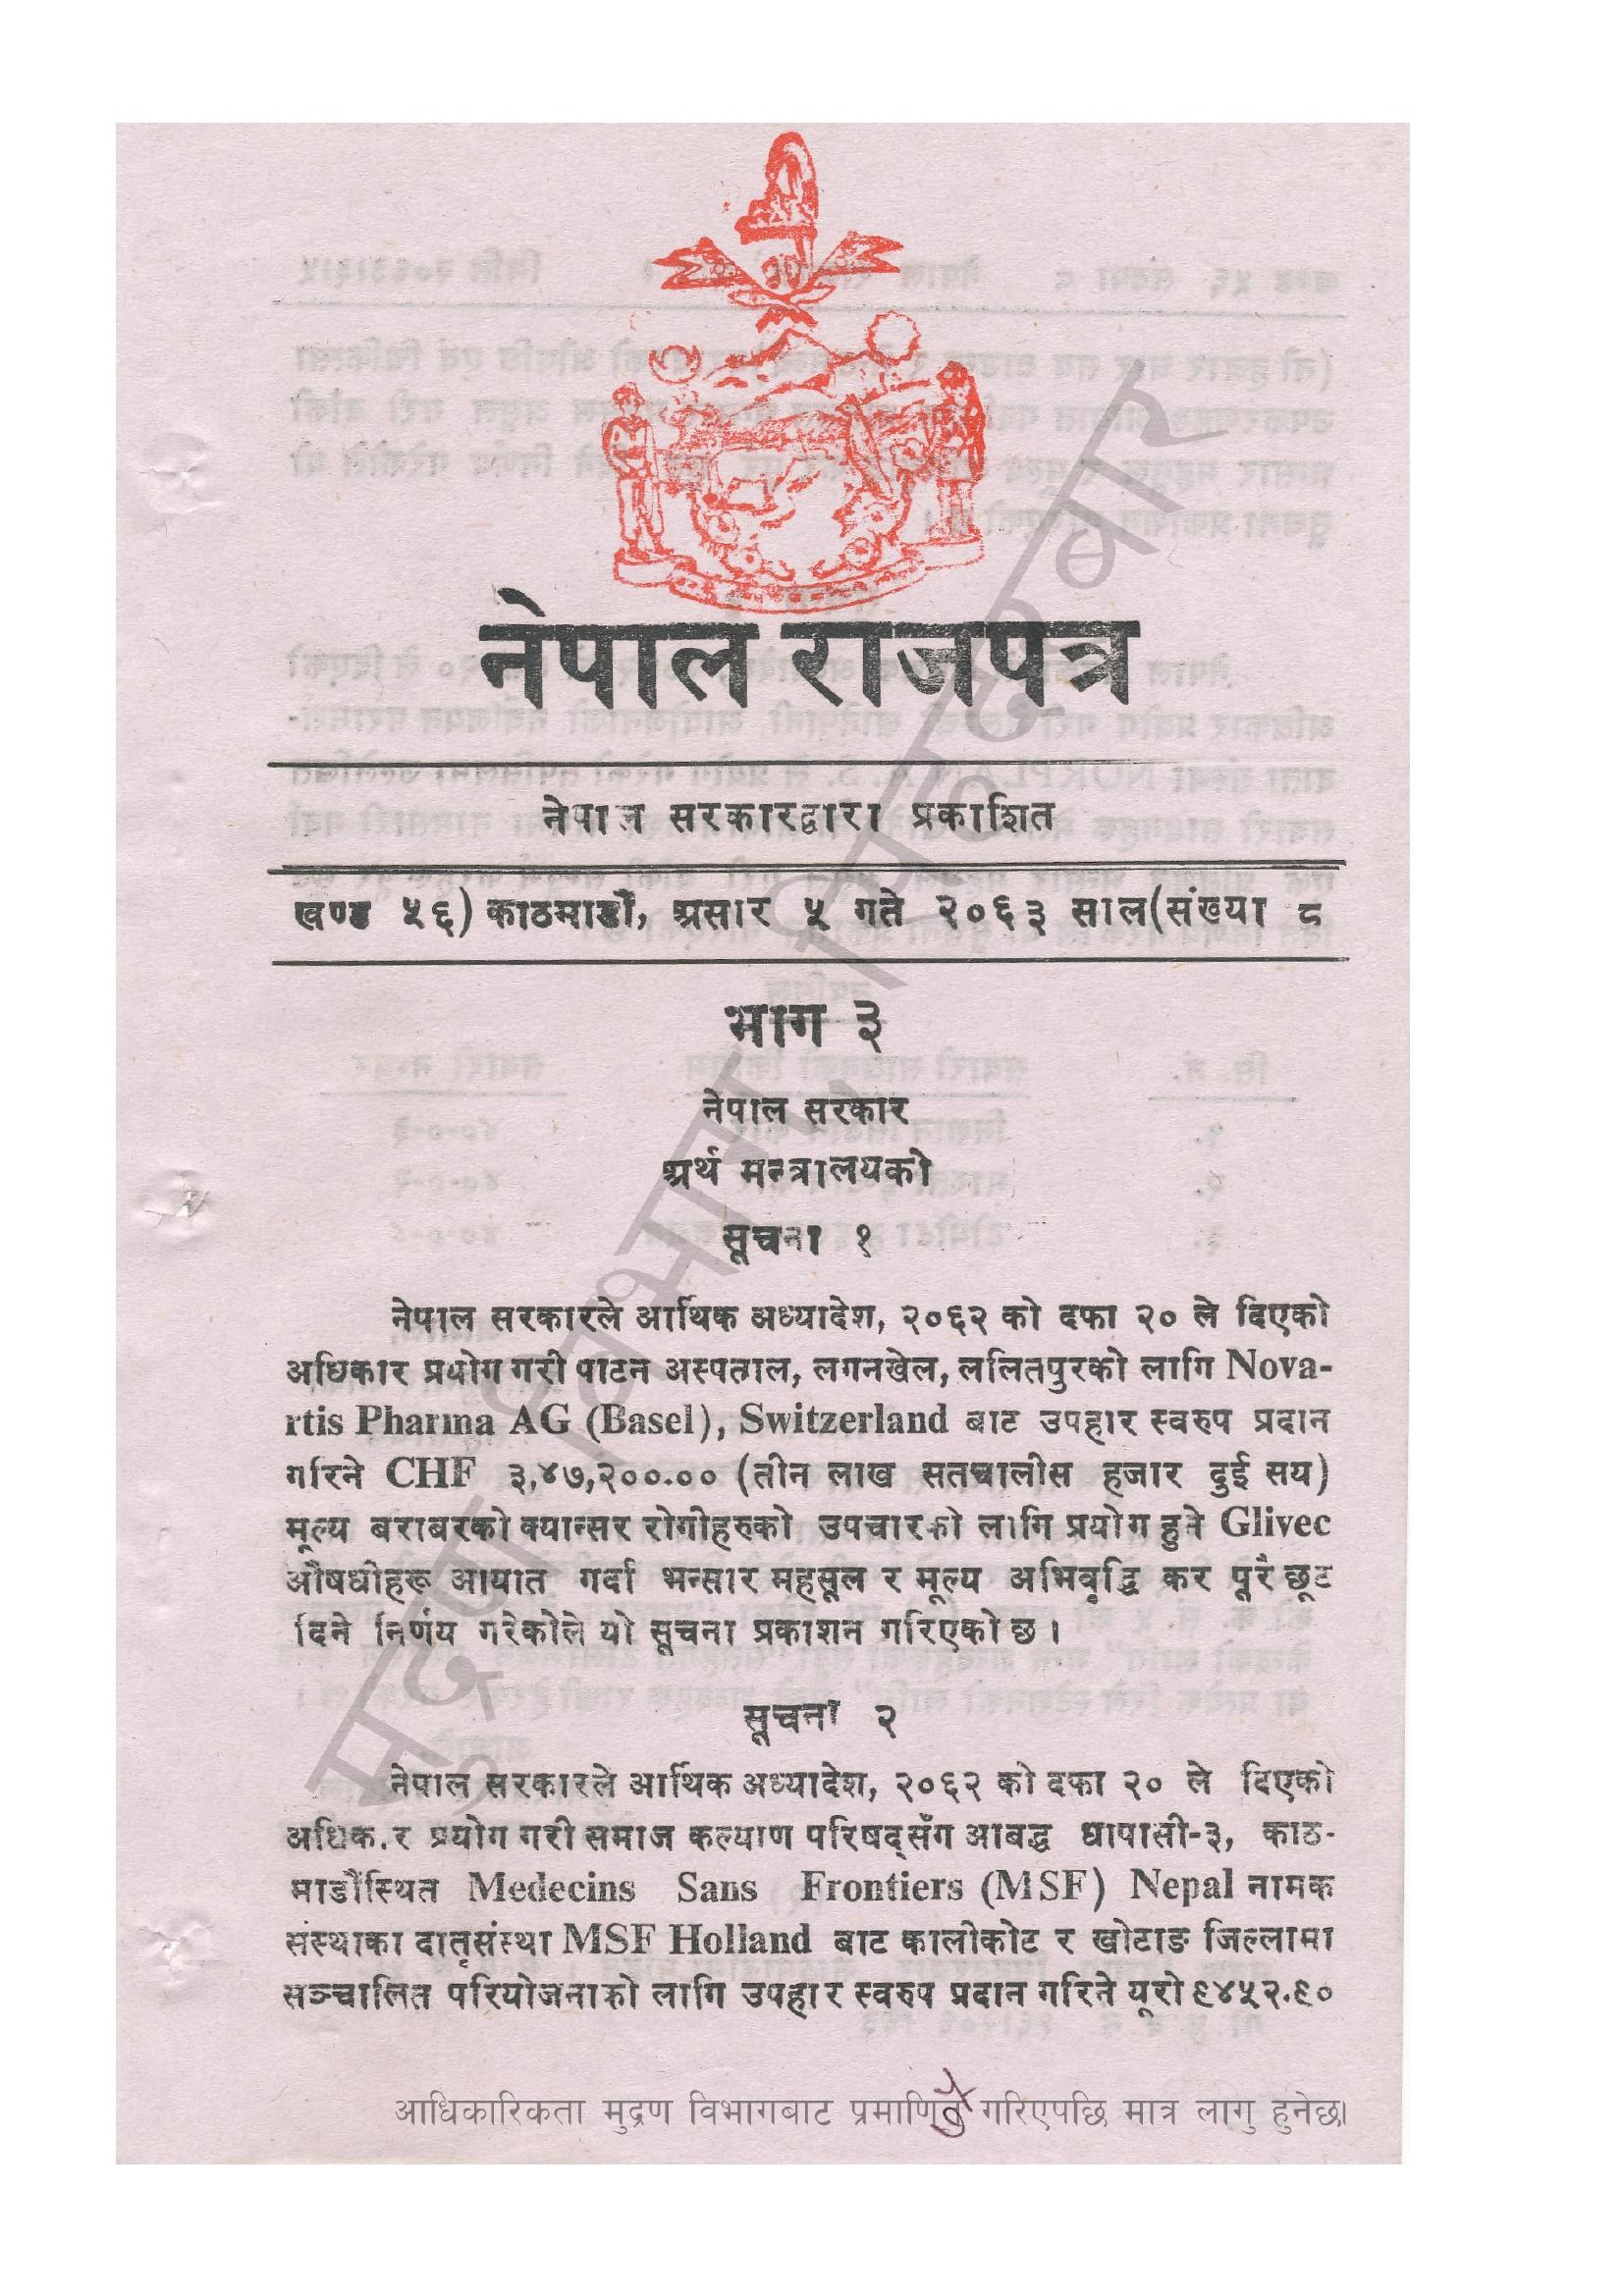 नेपाल राजपत्र
नेपाल सरकारद्वारा प्रकाशित
खण्ड ५६) काठमाडौं, असार ५ गते २०६३ साल(संख्या ८
भाग ३
नेपाल सरकार
अर्थ मन्त्रालयको
सूचना १
नेपाल सरकारले आर्थिक अध्यादेश, २०६२ को दफा २० ले दिएको
अधिकार प्रयोग गरी पाटन अस्पताल, लगनखेल, ललितपुरको लागि Nova-
rtis Pharma AG (Basel), Switzerland बाट उपहार स्वरुप प्रदान
गरिने CHF ३,४७,२००.०० (तीन लाख सतचालीस हजार दुई सय)
मूल्य बराबरको क्यान्सर रोगीहरुको उपचारको लागि प्रयोग हुने Glivec
औषधीहरू आयात गर्दा भन्सार महसूल र मूल्य अभिवृद्धि कर पूरै छूट
दिने निर्णय गरेकोले यो सूचना प्रकाशन गरिएको छ ।
सूचना २
नेपाल सरकारले आर्थिक अध्यादेश, २०६२ को दफा २० ले दिएको
अधिकार प्रयोग गरी समाज कल्याण परिषद्सँग आबद्ध धापासी-३, काठ-
माडौंस्थित Medecins Sans Frontiers (MSF) Nepal नामक
संस्थाका दातृसंस्था MSF Holland बाट कालीकोट र खोटाङ जिल्लामा
सञ्चालित परियोजनाको लागि उपहार स्वरुप प्रदान गरिने यूरो ९४५२.९०
आधिकारिकता मुद्रण विभागबाट प्रमाणित गरिएपछि मात्र लागु हुनेछ।